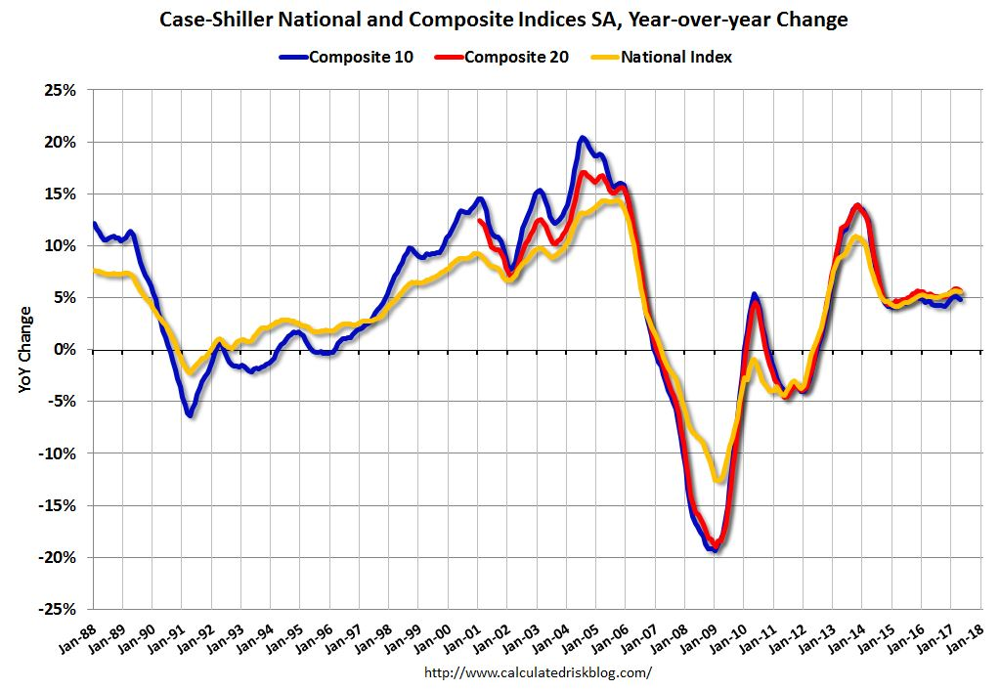 Case-Shiller National and Composite Indices SA, Year-over-year Change
Composite 10 Composite 20 National Index
25%
20%
15%
10%
5%
0%
-5%
-10%
-15%
-20%
-25%
YoY Change
Jan-88 Jan-89 Jan-90 Jan-91 Jan-92 Jan-93 Jan-94 Jan-95 Jan-96 Jan-97 Jan-98 Jan-99 Jan-00 Jan-01 Jan-02 Jan-03 Jan-04 Jan-05 Jan-06 Jan-07 Jan-08 Jan-09 Jan-10 Jan-11 Jan-12 Jan-13 Jan-14 Jan-15 Jan-16 Jan-17 Jan-18
http://www.calculatedriskblog.com/